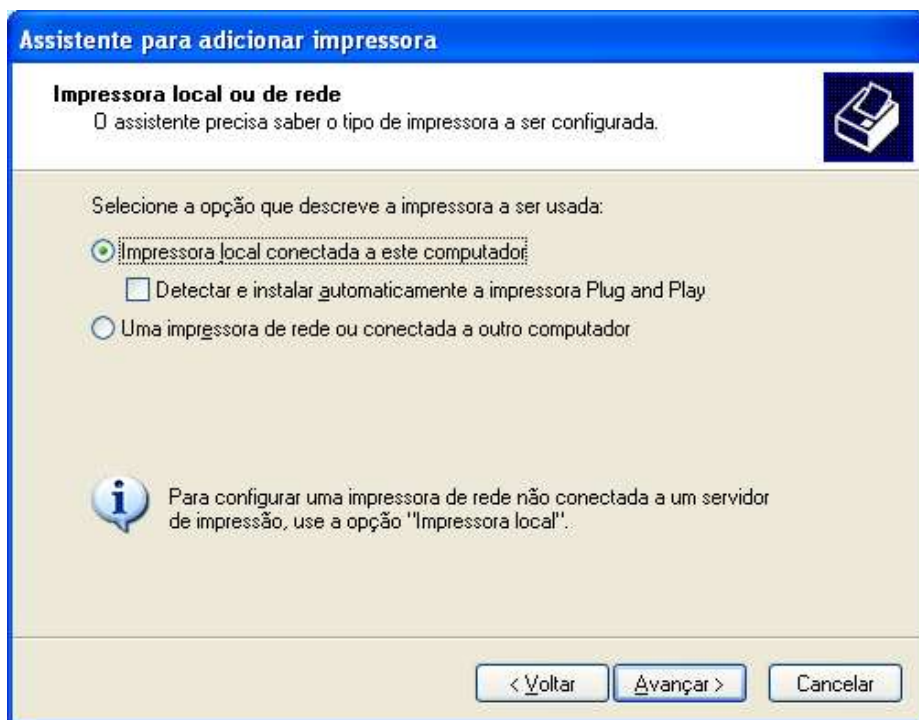 Assistente para adicionar impressora
Impressora local ou de rede
O assistente precisa saber o tipo de impressora a ser configurada.
Selecione a opção que descreve a impressora a ser usada:
Impressora local conectada a este computador
Detectar e instalar automaticamente a impressora Plug and Play
Uma impressora de rede ou conectada a outro computador
Para configurar uma impressora de rede não conectada a um servidor
de impressão, use a opção "Impressora local".
< Voltar Avançar > Cancelar